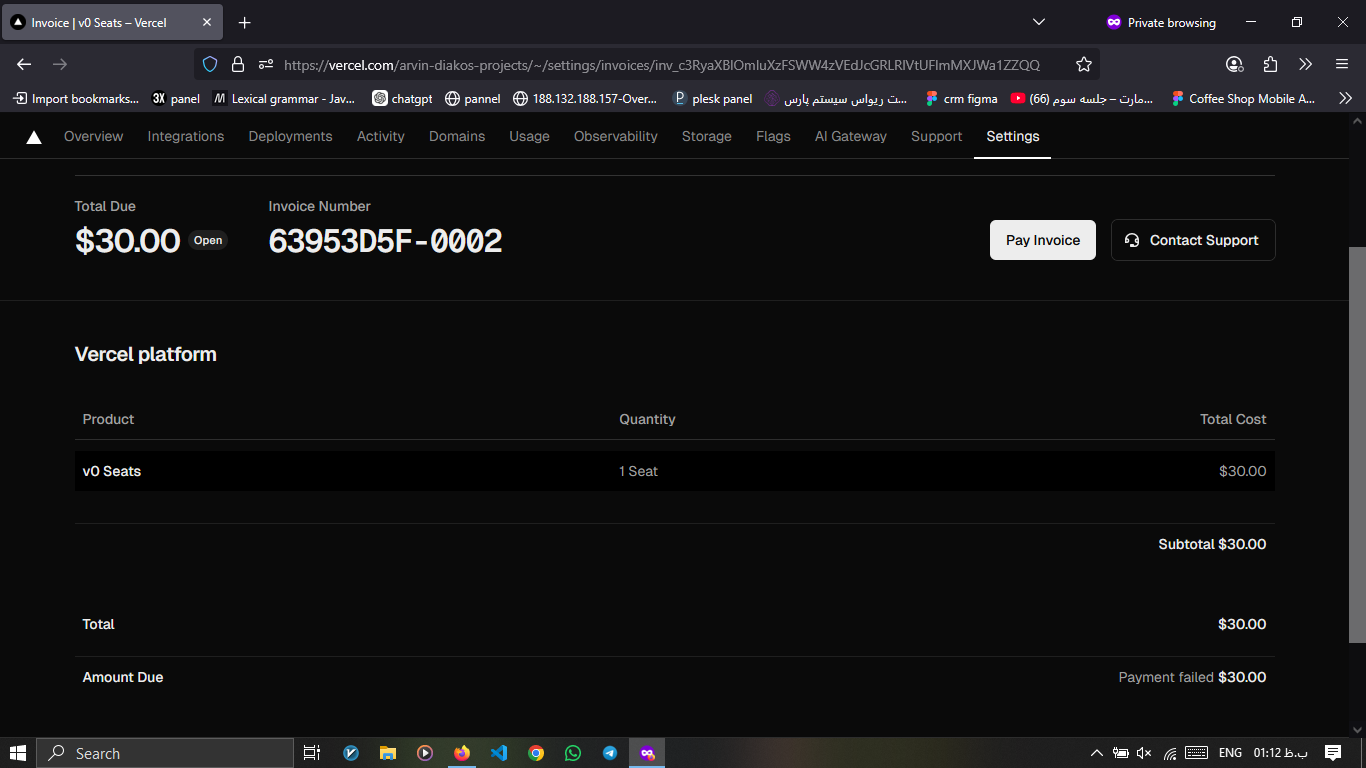 Invoice | v0 Seats – Vercel
Private browsing
https://vercel.com/arvin-diakos-projects/~/settings/invoices/
Import bookmarks...
3X panel
M Lexical grammar - Jav...
chatgpt
pannel
188.132.188.157-Over...
P plesk panel
ت ریواس سیستم پارس...
crm figma
مارت – جلسه سوم (66)...
Coffee Shop Mobile A...
Overview
Integrations
Deployments
Activity
Domains
Usage
Observability
Storage
Flags
AI Gateway
Support
Settings
Total Due
Invoice Number
$30.00 Open
63953D5F-0002
Pay Invoice
Contact Support
Vercel platform
Product Quantity Total Cost
v0 Seats 1 Seat $30.00
Subtotal $30.00
Total $30.00
Amount Due Payment failed $30.00
Search
ENG
01:12 ب.ظ